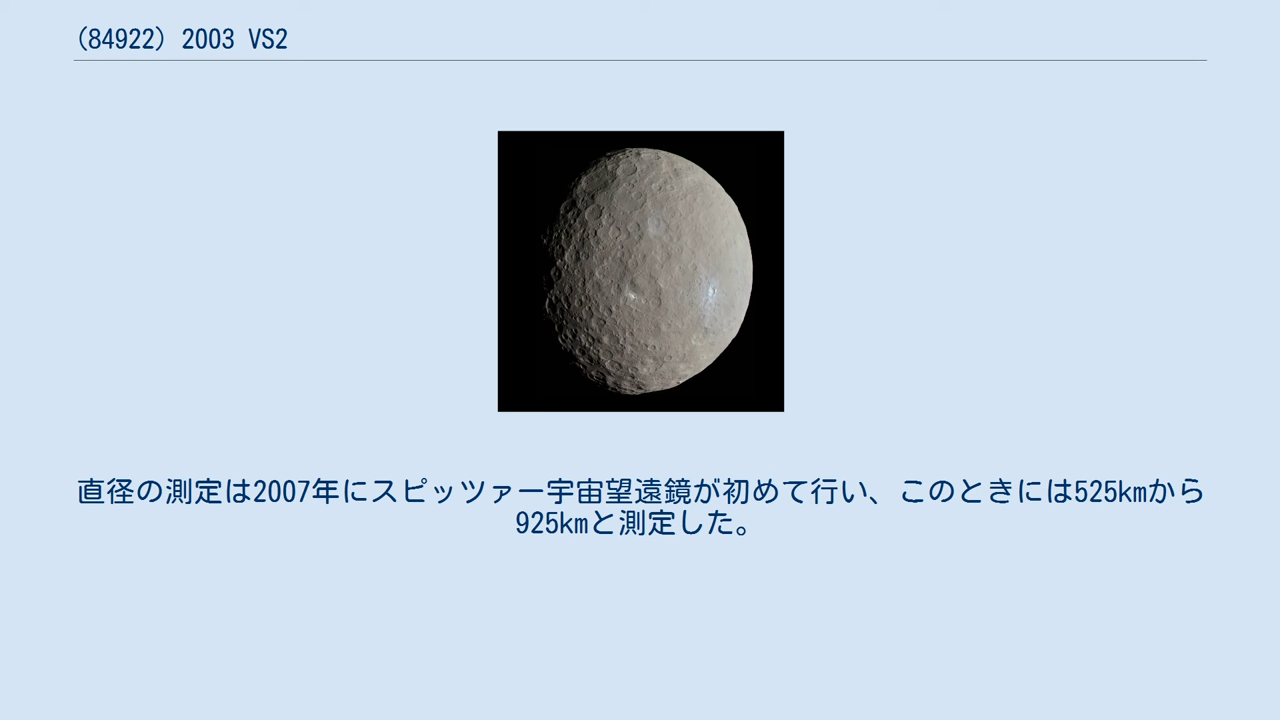 (84922) 2003 VS2
直径の測定は2007年にスピッツァー宇宙望遠鏡が初めて行い、このときには525kmから
925kmと測定した。